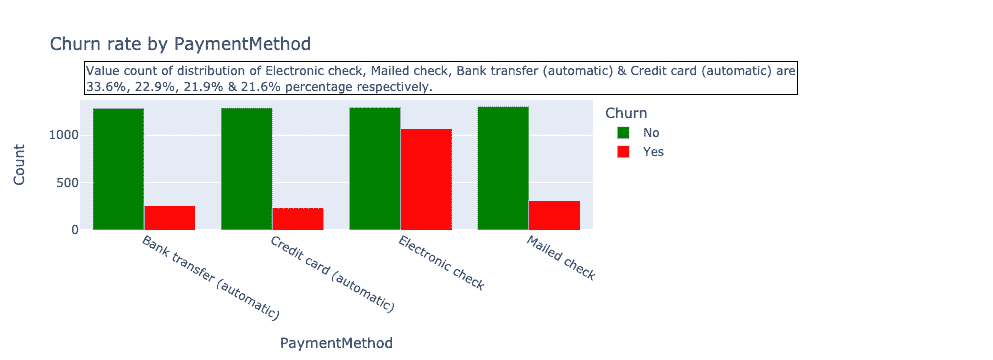 Churn rate by PaymentMethod
Value count of distribution of Electronic check, Mailed check, Bank transfer (automatic) & Credit card (automatic) are
33.6%, 22.9%, 21.9% & 21.6% percentage respectively.
Churn
No
Yes
Count
1000
500
0
Bank transfer (automatic)
Credit card (automatic)
Electronic check
Mailed check
PaymentMethod